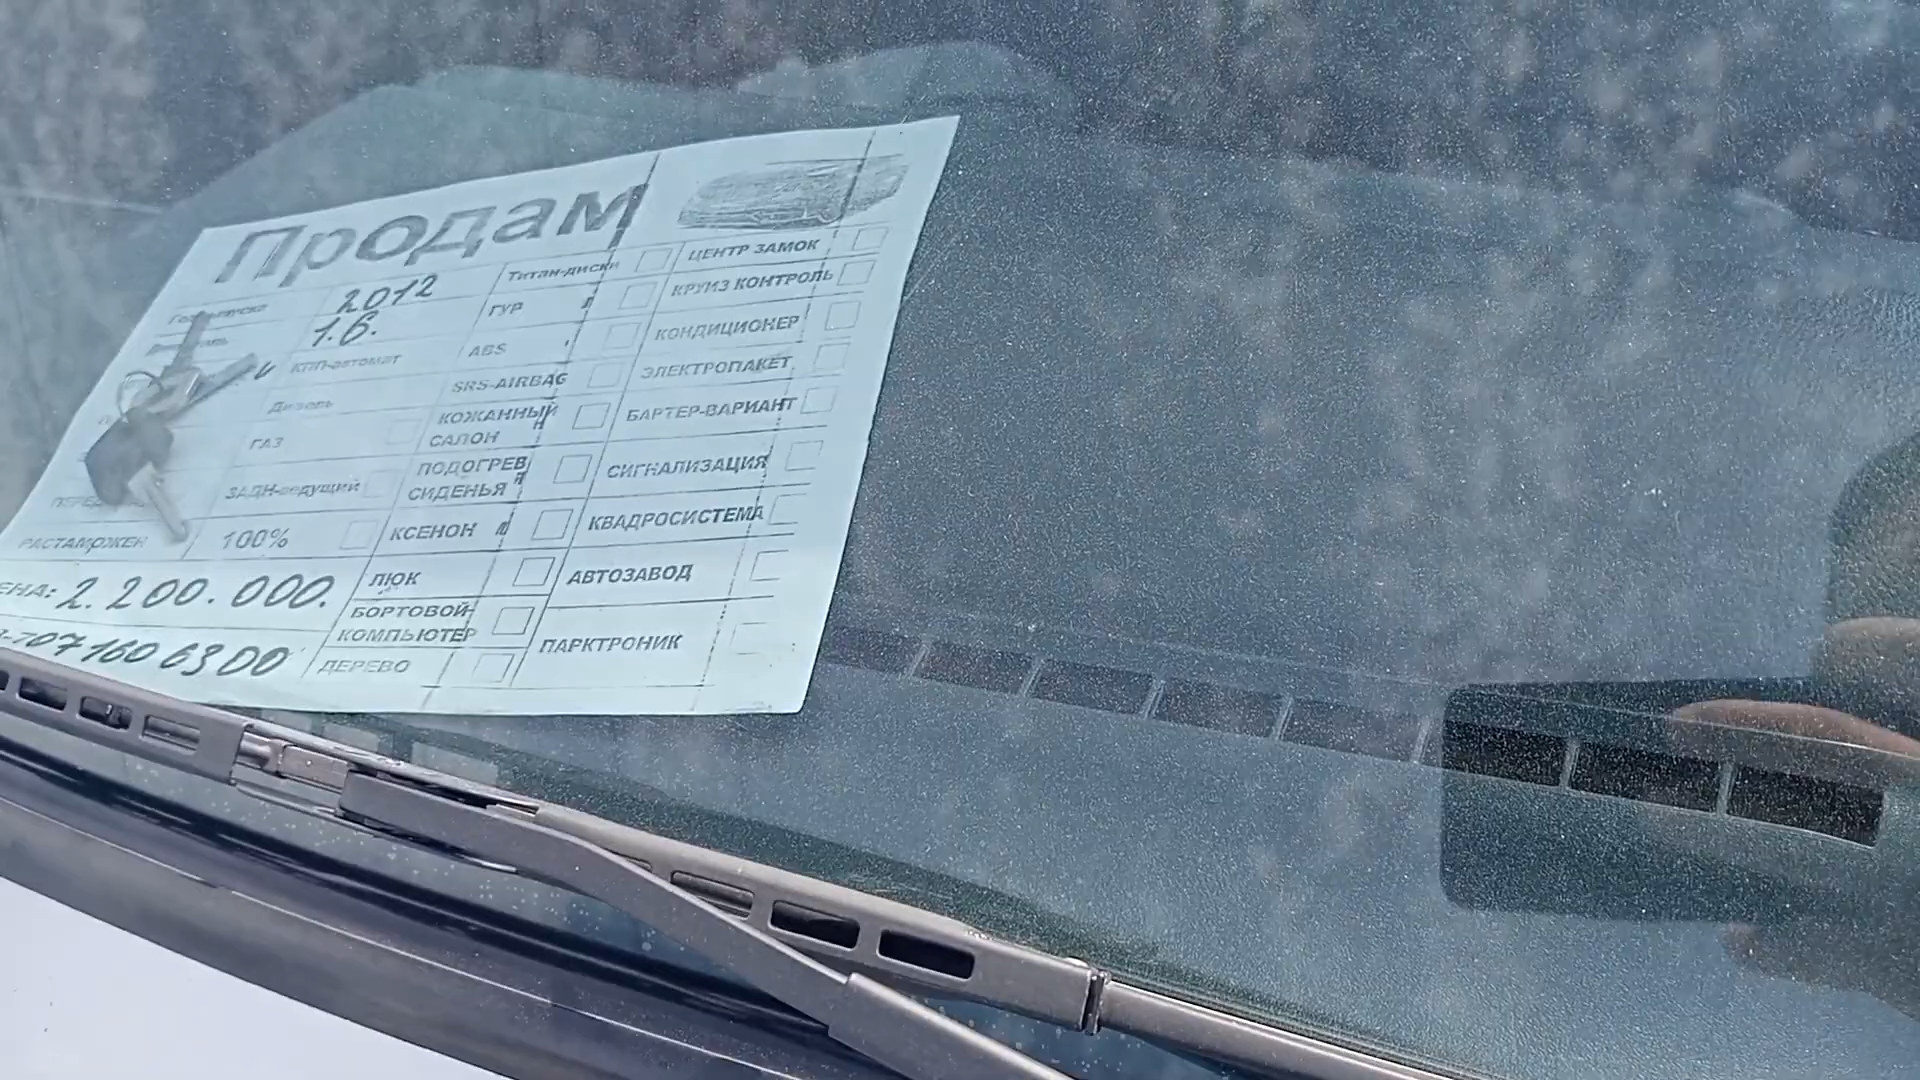 Продам
2012
1.6.
КПП-автомат
Дизель
ГАЗ
ЗАДН-ведущий
РАСТАМОЖЕН 100%
ЕНА: 2.200.000.
707 160 63 00
Титан-диски
ГУР
ABS
SRS-AIRBAG
КОЖАННЫЙ
САЛОН
ПОДОГРЕВ
СИДЕНЬЯ
КСЕНОН
ЛЮК
БОРТОВОЙ
КОМПЬЮТЕР
ДЕРЕВО
ЦЕНТР ЗАМОК
КРУИЗ КОНТРОЛЬ
КОНДИЦИОНЕР
ЭЛЕКТРОПАКЕТ
БАРТЕР-ВАРИАНТ
СИГНАЛИЗАЦИЯ
КВАДРОСИСТЕМА
АВТОЗАВОД
ПАРКТРОНИК